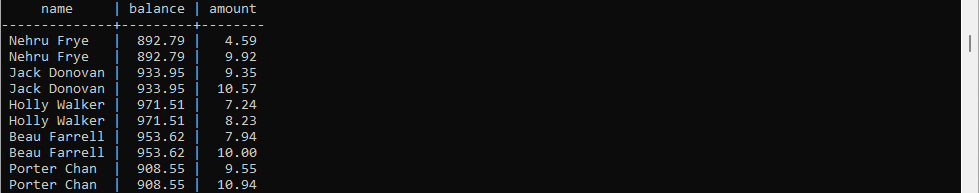 name     | balance | amount
--------------+---------+--------
 Nehru Frye   |  892.79 |   4.59
 Nehru Frye   |  892.79 |   9.92
 Jack Donovan |  933.95 |   9.35
 Jack Donovan |  933.95 |  10.57
 Holly Walker |  971.51 |   7.24
 Holly Walker |  971.51 |   8.23
 Beau Farrell |  953.62 |   7.94
 Beau Farrell |  953.62 |  10.00
 Porter Chan  |  908.55 |   9.55
 Porter Chan  |  908.55 |  10.94